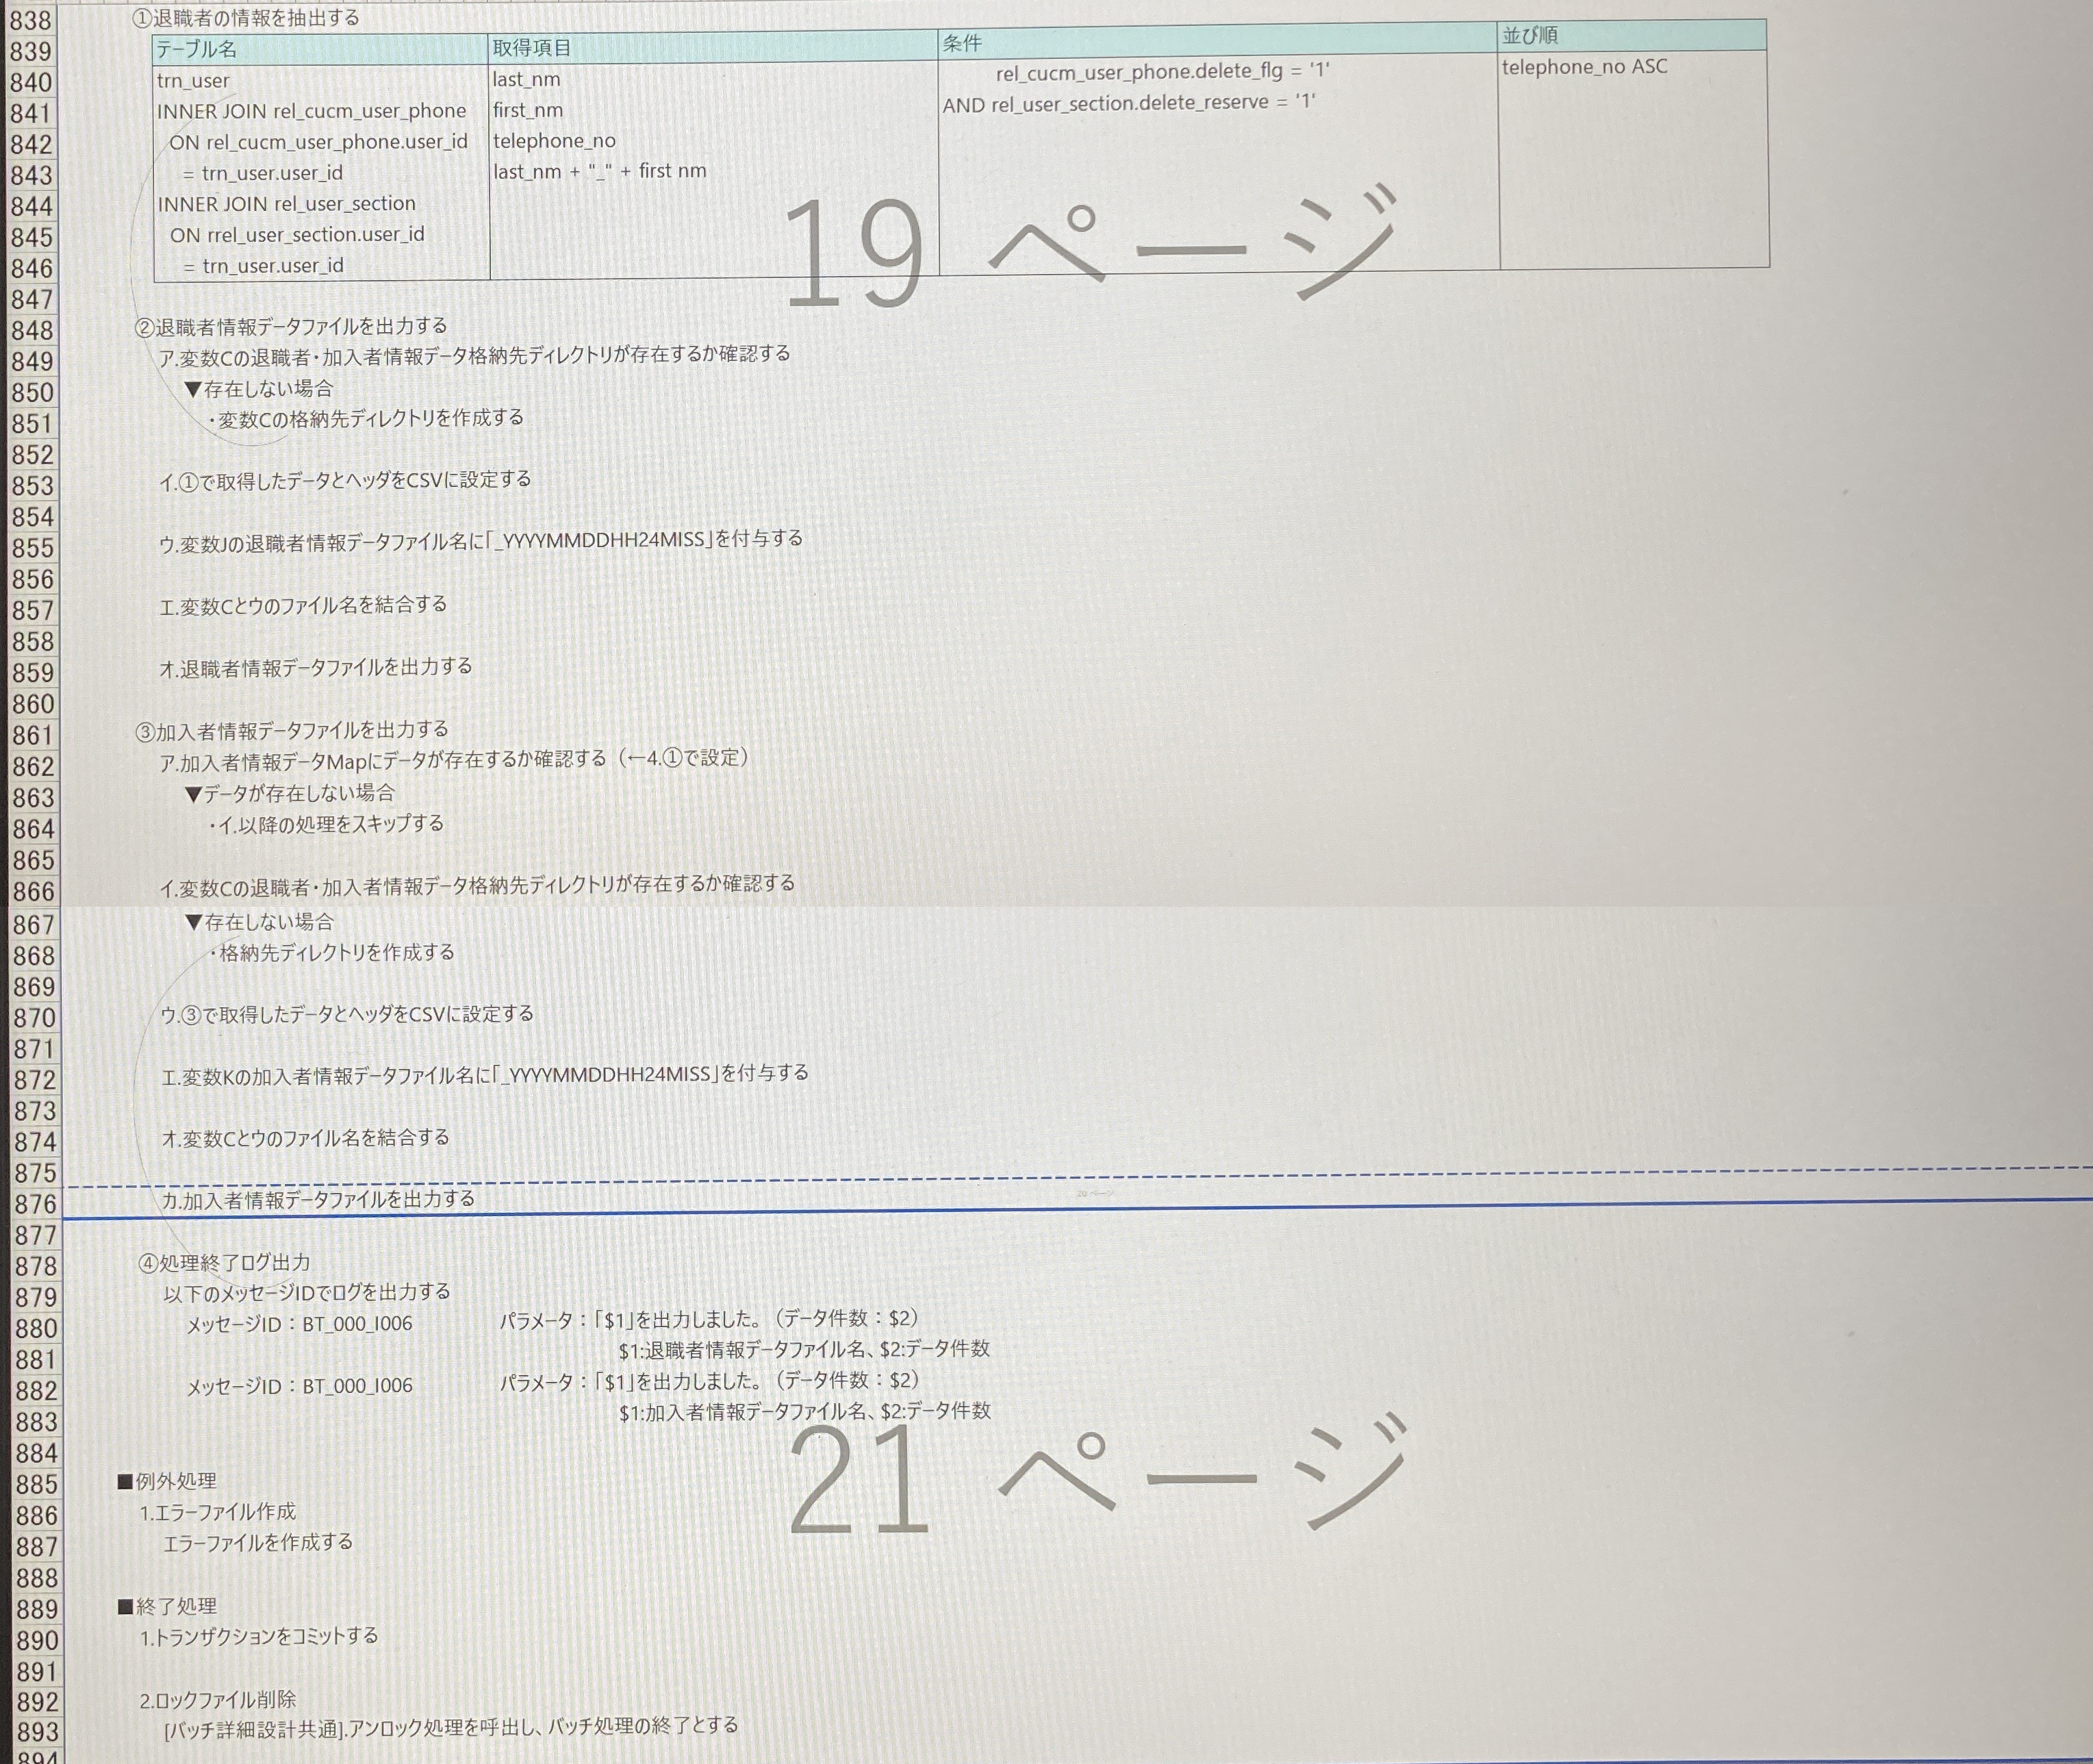 838 ①退職者の情報を抽出する
839 テーブル名 取得項目 条件 並び順
840 trn_user last_nm rel_cucm_user_phone.delete_flg = '1' telephone_no ASC
841 INNER JOIN rel_cucm_user_phone first_nm AND rel_user_section.delete_reserve = '1'
842 ON rel_cucm_user_phone.user_id telephone_no
843 = trn_user.user_id last_nm + "_" + first nm
844 INNER JOIN rel_user_section
845 ON rrel_user_section.user_id
846 = trn_user.user_id
19 ページ
847
848 ②退職者情報データファイルを出力する
849 ア.変数Cの退職者・加入者情報データ格納先ディレクトリが存在するか確認する
850 ▼存在しない場合
851 ・変数Cの格納先ディレクトリを作成する
852
853 イ.①で取得したデータとヘッダをCSVに設定する
854
855 ウ.変数Jの退職者情報データファイル名に「_YYYYMMDDHH24MISS」を付与する
856
857 エ.変数Cとウのファイル名を結合する
858
859 オ.退職者情報データファイルを出力する
860
861 ③加入者情報データファイルを出力する
862 ア.加入者情報データMapにデータが存在するか確認する（←4.①で設定）
863 ▼データが存在しない場合
864 ・イ.以降の処理をスキップする
865
866 イ.変数Cの退職者・加入者情報データ格納先ディレクトリが存在するか確認する
867 ▼存在しない場合
868 ・格納先ディレクトリを作成する
869
870 ウ.③で取得したデータとヘッダをCSVに設定する
871
872 エ.変数Kの加入者情報データファイル名に「_YYYYMMDDHH24MISS」を付与する
873
874 オ.変数Cとウのファイル名を結合する
875
876 カ.加入者情報データファイルを出力する
20 ページ
877
878 ④処理終了ログ出力
879 以下のメッセージIDでログを出力する
880 メッセージID：BT_000_I006 パラメータ：「$1」を出力しました。（データ件数：$2）
881 $1:退職者情報データファイル名、$2:データ件数
882 メッセージID：BT_000_I006 パラメータ：「$1」を出力しました。（データ件数：$2）
883 $1:加入者情報データファイル名、$2:データ件数
21 ページ
884
885 ■例外処理
886 1.エラーファイル作成
887 エラーファイルを作成する
888
889 ■終了処理
890 1.トランザクションをコミットする
891
892 2.ロックファイル削除
893 [バッチ詳細設計共通].アンロック処理を呼出し、バッチ処理の終了とする
894